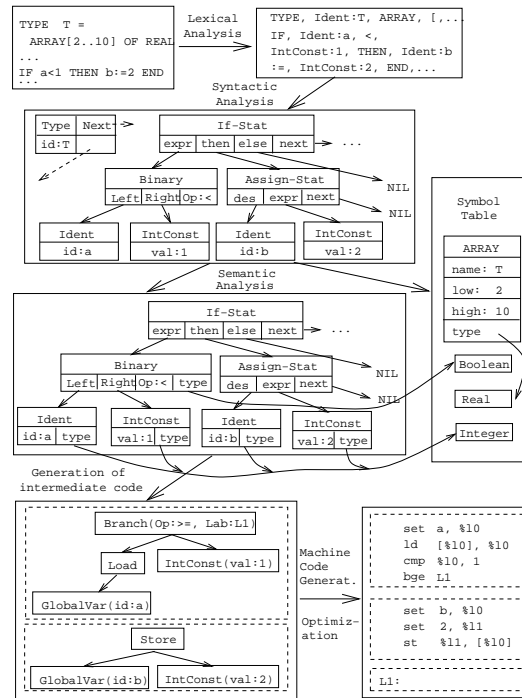 TYPE T =
ARRAY[2..10] OF REAL
...
IF a<1 THEN b:=2 END
Lexical
Analysis
TYPE, Ident:T, ARRAY, [,...
IF, Ident:a, <,
IntConst:1, THEN, Ident:b
:=, IntConst:2, END,...
Syntactic
Analysis
Type Next
id:T
If-Stat
expr then else next ...
Binary
Left Right Op:<
Assign-Stat
des expr next
NIL
NIL
Ident
id:a
IntConst
val:1
Ident
id:b
IntConst
val:2
Symbol
Table
ARRAY
name: T
low: 2
high: 10
type
Boolean
Real
Integer
Semantic
Analysis
If-Stat
expr then else next ...
Binary
Left Right Op:< type
Assign-Stat
des expr next
NIL
NIL
Ident
id:a type
IntConst
val:1 type
Ident
id:b type
IntConst
val:2 type
Generation of
intermediate code
Branch(Op:>=, Lab:L1)
Load
IntConst(val:1)
GlobalVar(id:a)
Store
GlobalVar(id:b)
IntConst(val:2)
Machine
Code
Generat.
Optimiz-
ation
set a, %l0
ld [%l0], %l0
cmp %l0, 1
bge L1
set b, %l0
set 2, %l1
st %l1, [%l0]
L1: